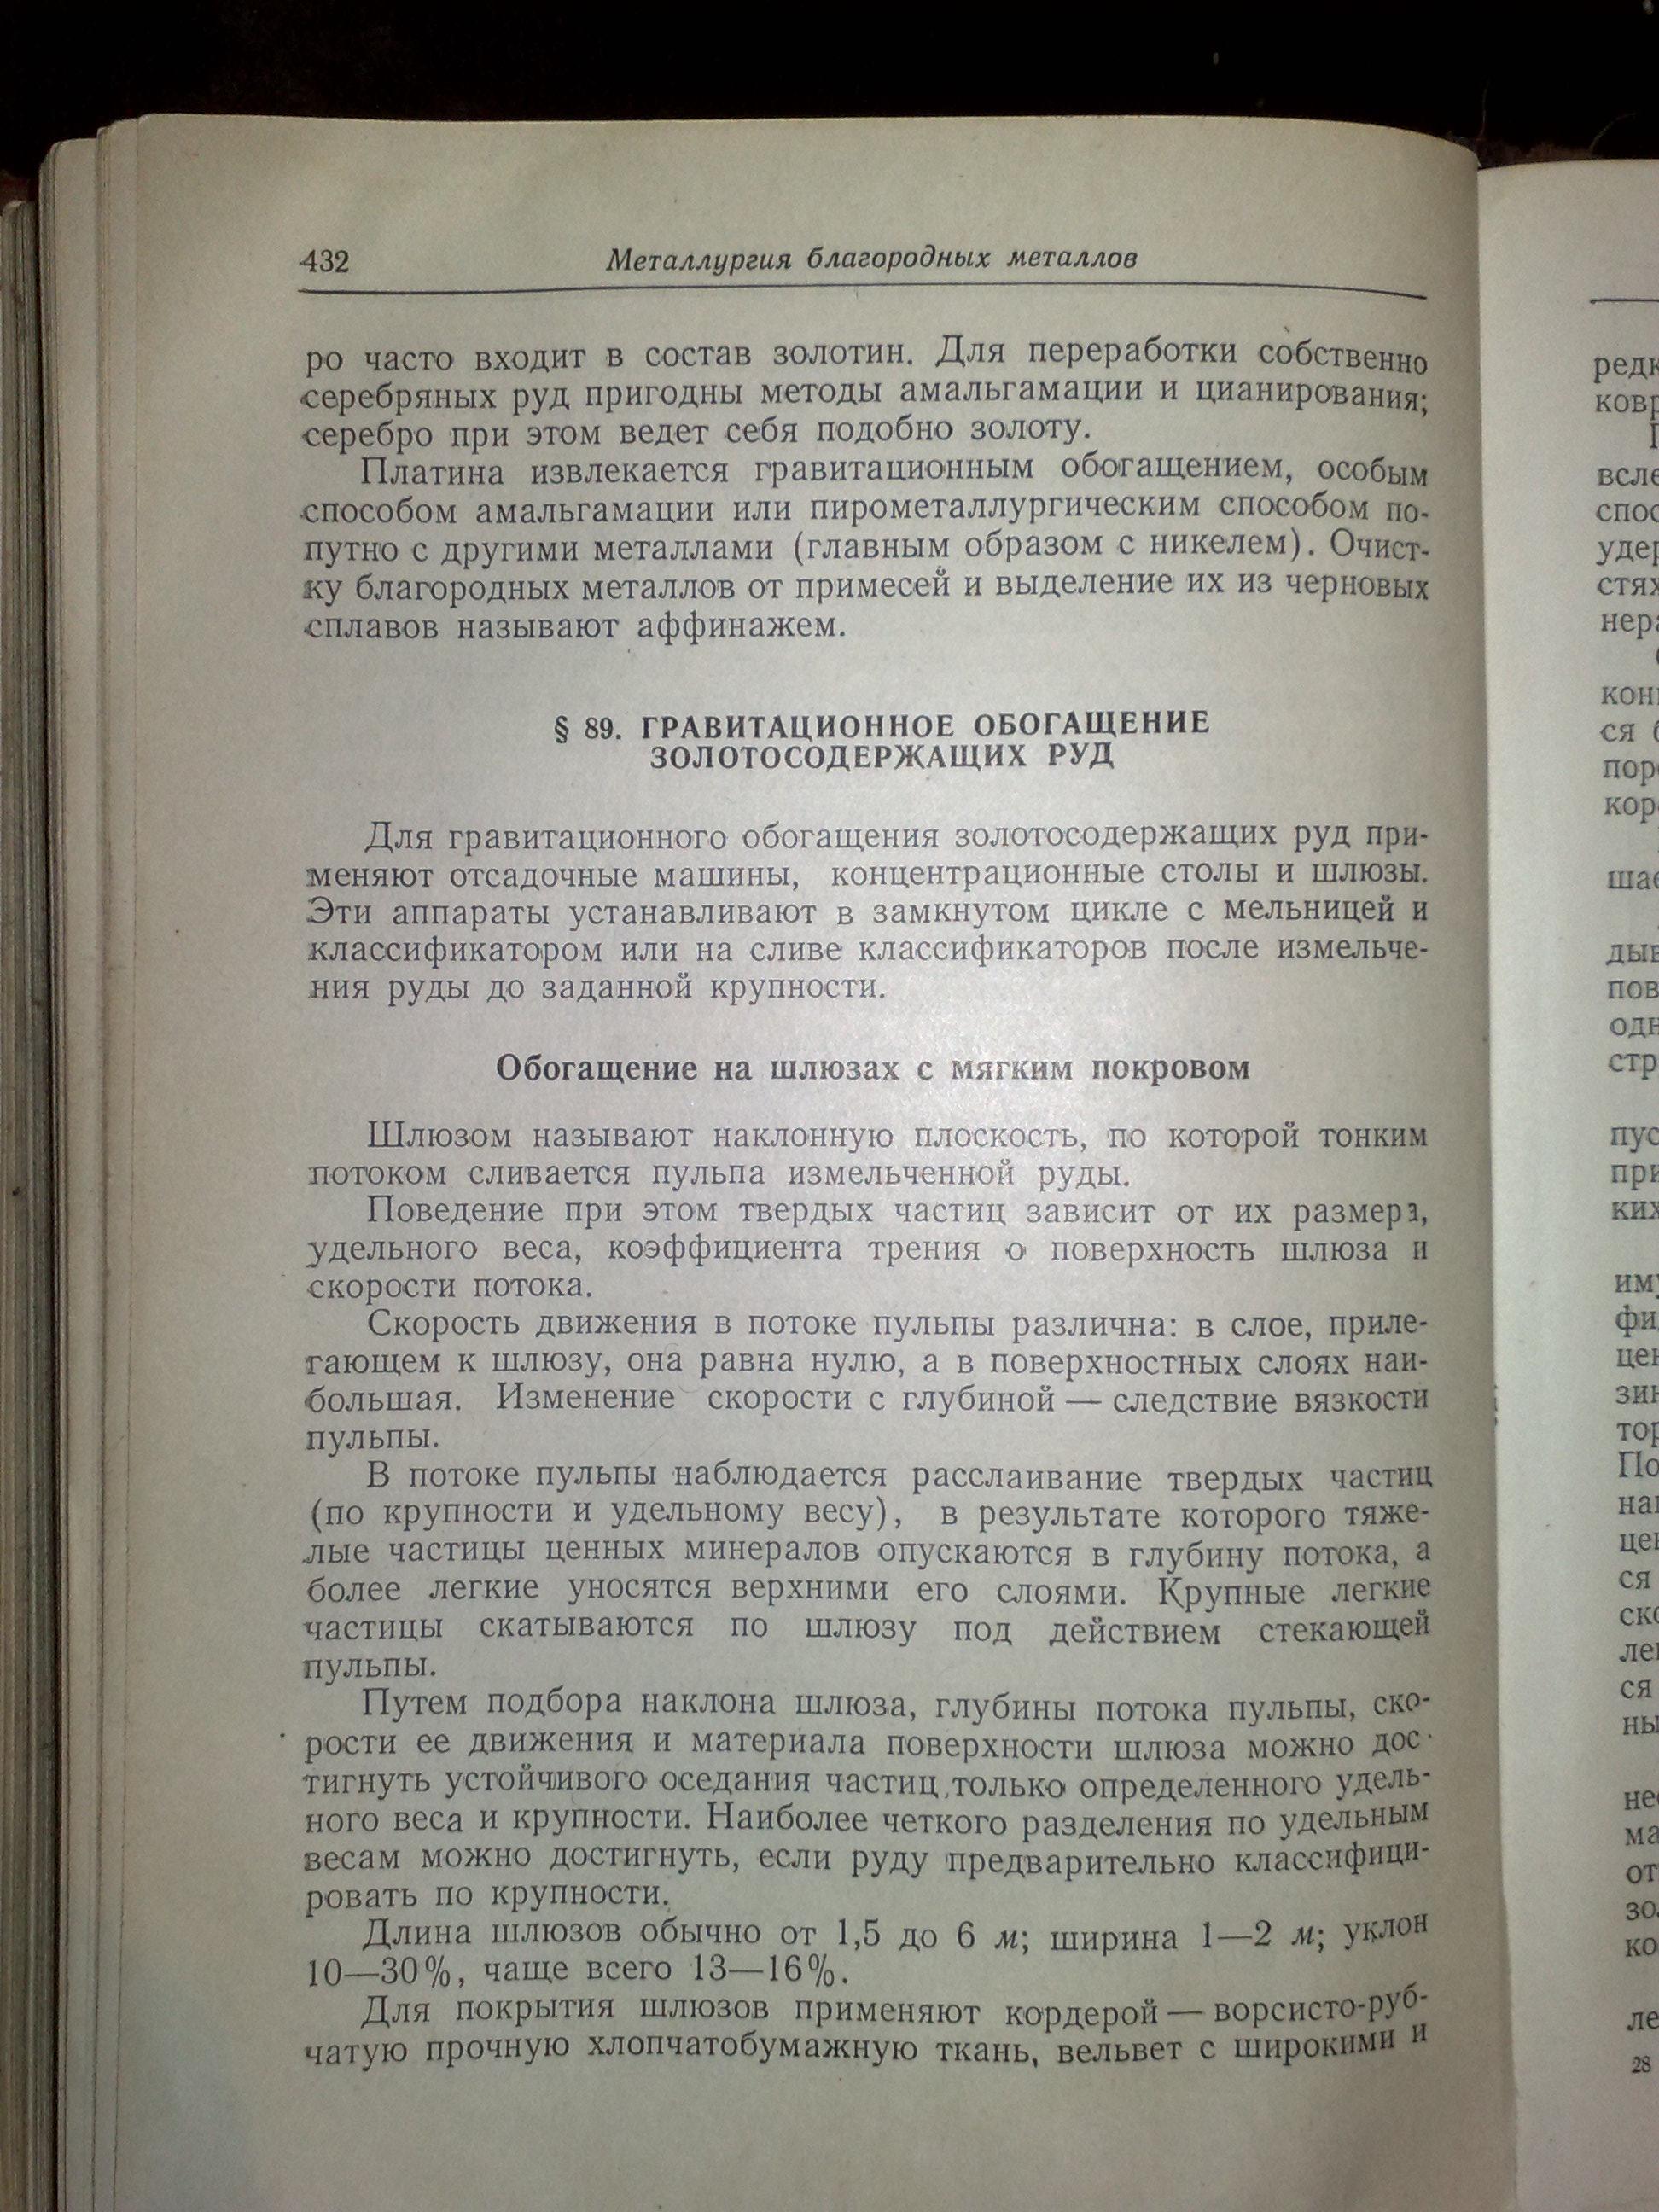 432 Металлургия благородных металлов
ро часто входит в состав золотин. Для переработки собственно
серебряных руд пригодны методы амальгамации и цианирования;
серебро при этом ведет себя подобно золоту.
Платина извлекается гравитационным обогащением, особым
способом амальгамации или пирометаллургическим способом по-
путно с другими металлами (главным образом с никелем). Очист-
ку благородных металлов от примесей и выделение их из черновых
сплавов называют аффинажем.
§ 89. ГРАВИТАЦИОННОЕ ОБОГАЩЕНИЕ
ЗОЛОТОСОДЕРЖАЩИХ РУД
Для гравитационного обогащения золотосодержащих руд при-
меняют отсадочные машины, концентрационные столы и шлюзы.
Эти аппараты устанавливают в замкнутом цикле с мельницей и
классификатором или на сливе классификаторов после измельче-
ния руды до заданной крупности.
Обогащение на шлюзах с мягким покровом
Шлюзом называют наклонную плоскость, по которой тонким
потоком сливается пульпа измельченной руды.
Поведение при этом твердых частиц зависит от их размера,
удельного веса, коэффициента трения о поверхность шлюза и
скорости потока.
Скорость движения в потоке пульпы различна: в слое, приле-
гающем к шлюзу, она равна нулю, а в поверхностных слоях наи-
большая. Изменение скорости с глубиной — следствие вязкости
пульпы.
В потоке пульпы наблюдается расслаивание твердых частиц
(по крупности и удельному весу), в результате которого тяже-
лые частицы ценных минералов опускаются в глубину потока, а
более легкие уносятся верхними его слоями. Крупные легкие
частицы скатываются по шлюзу под действием стекающей
пульпы.
Путем подбора наклона шлюза, глубины потока пульпы, ско-
рости ее движения и материала поверхности шлюза можно дос-
тигнуть устойчивого оседания частиц только определенного удель-
ного веса и крупности. Наиболее четкого разделения по удельным
весам можно достигнуть, если руду предварительно классифици-
ровать по крупности.
Длина шлюзов обычно от 1,5 до 6 м; ширина 1—2 м; уклон
10—30%, чаще всего 13—16%.
Для покрытия шлюзов применяют кордерой — ворсисто-руб-
чатую прочную хлопчатобумажную ткань, вельвет с широкими и
28